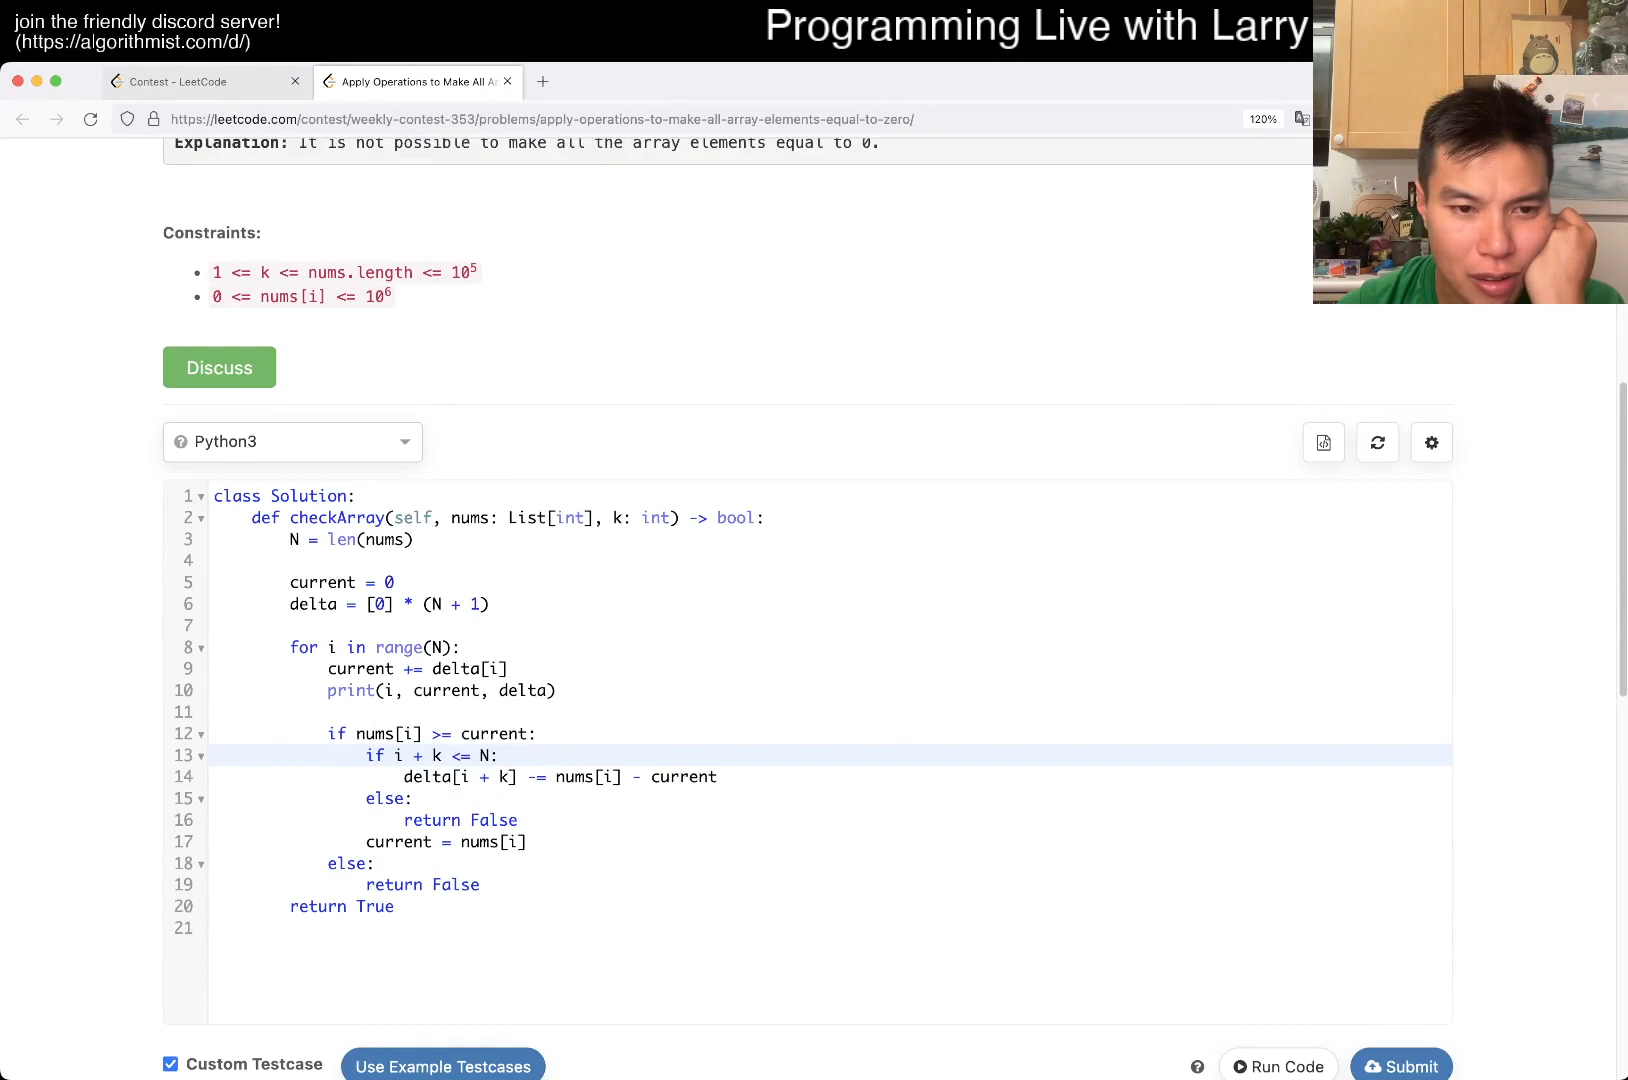 join the friendly discord server!
(https://algorithmist.com/d/)
Programming Live with Larry
Contest - LeetCode
Apply Operations to Make All Ar
https://leetcode.com/contest/weekly-contest-353/problems/apply-operations-to-make-all-array-elements-equal-to-zero/
120%
Explanation: It is not possible to make all the array elements equal to 0.
Constraints:
• 1 <= k <= nums.length <= 10^5
• 0 <= nums[i] <= 10^6
Discuss
Python3
1 class Solution:
2     def checkArray(self, nums: List[int], k: int) -> bool:
3         N = len(nums)
4
5         current = 0
6         delta = [0] * (N + 1)
7
8         for i in range(N):
9             current += delta[i]
10             print(i, current, delta)
11
12             if nums[i] >= current:
13                 if i + k <= N:
14                     delta[i + k] -= nums[i] - current
15                 else:
16                     return False
17                 current = nums[i]
18             else:
19                 return False
20         return True
21
Custom Testcase
Use Example Testcases
Run Code
Submit